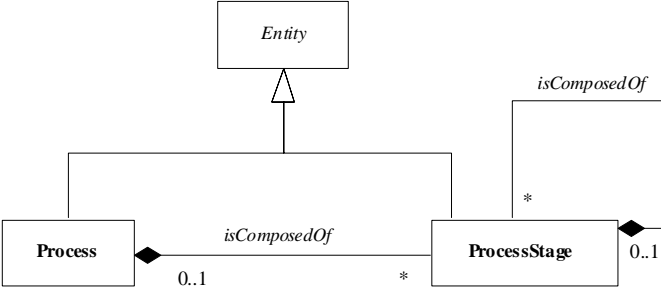 Entity
isComposedOf
*
Process
isComposedOf
ProcessStage
0..1
0..1
*